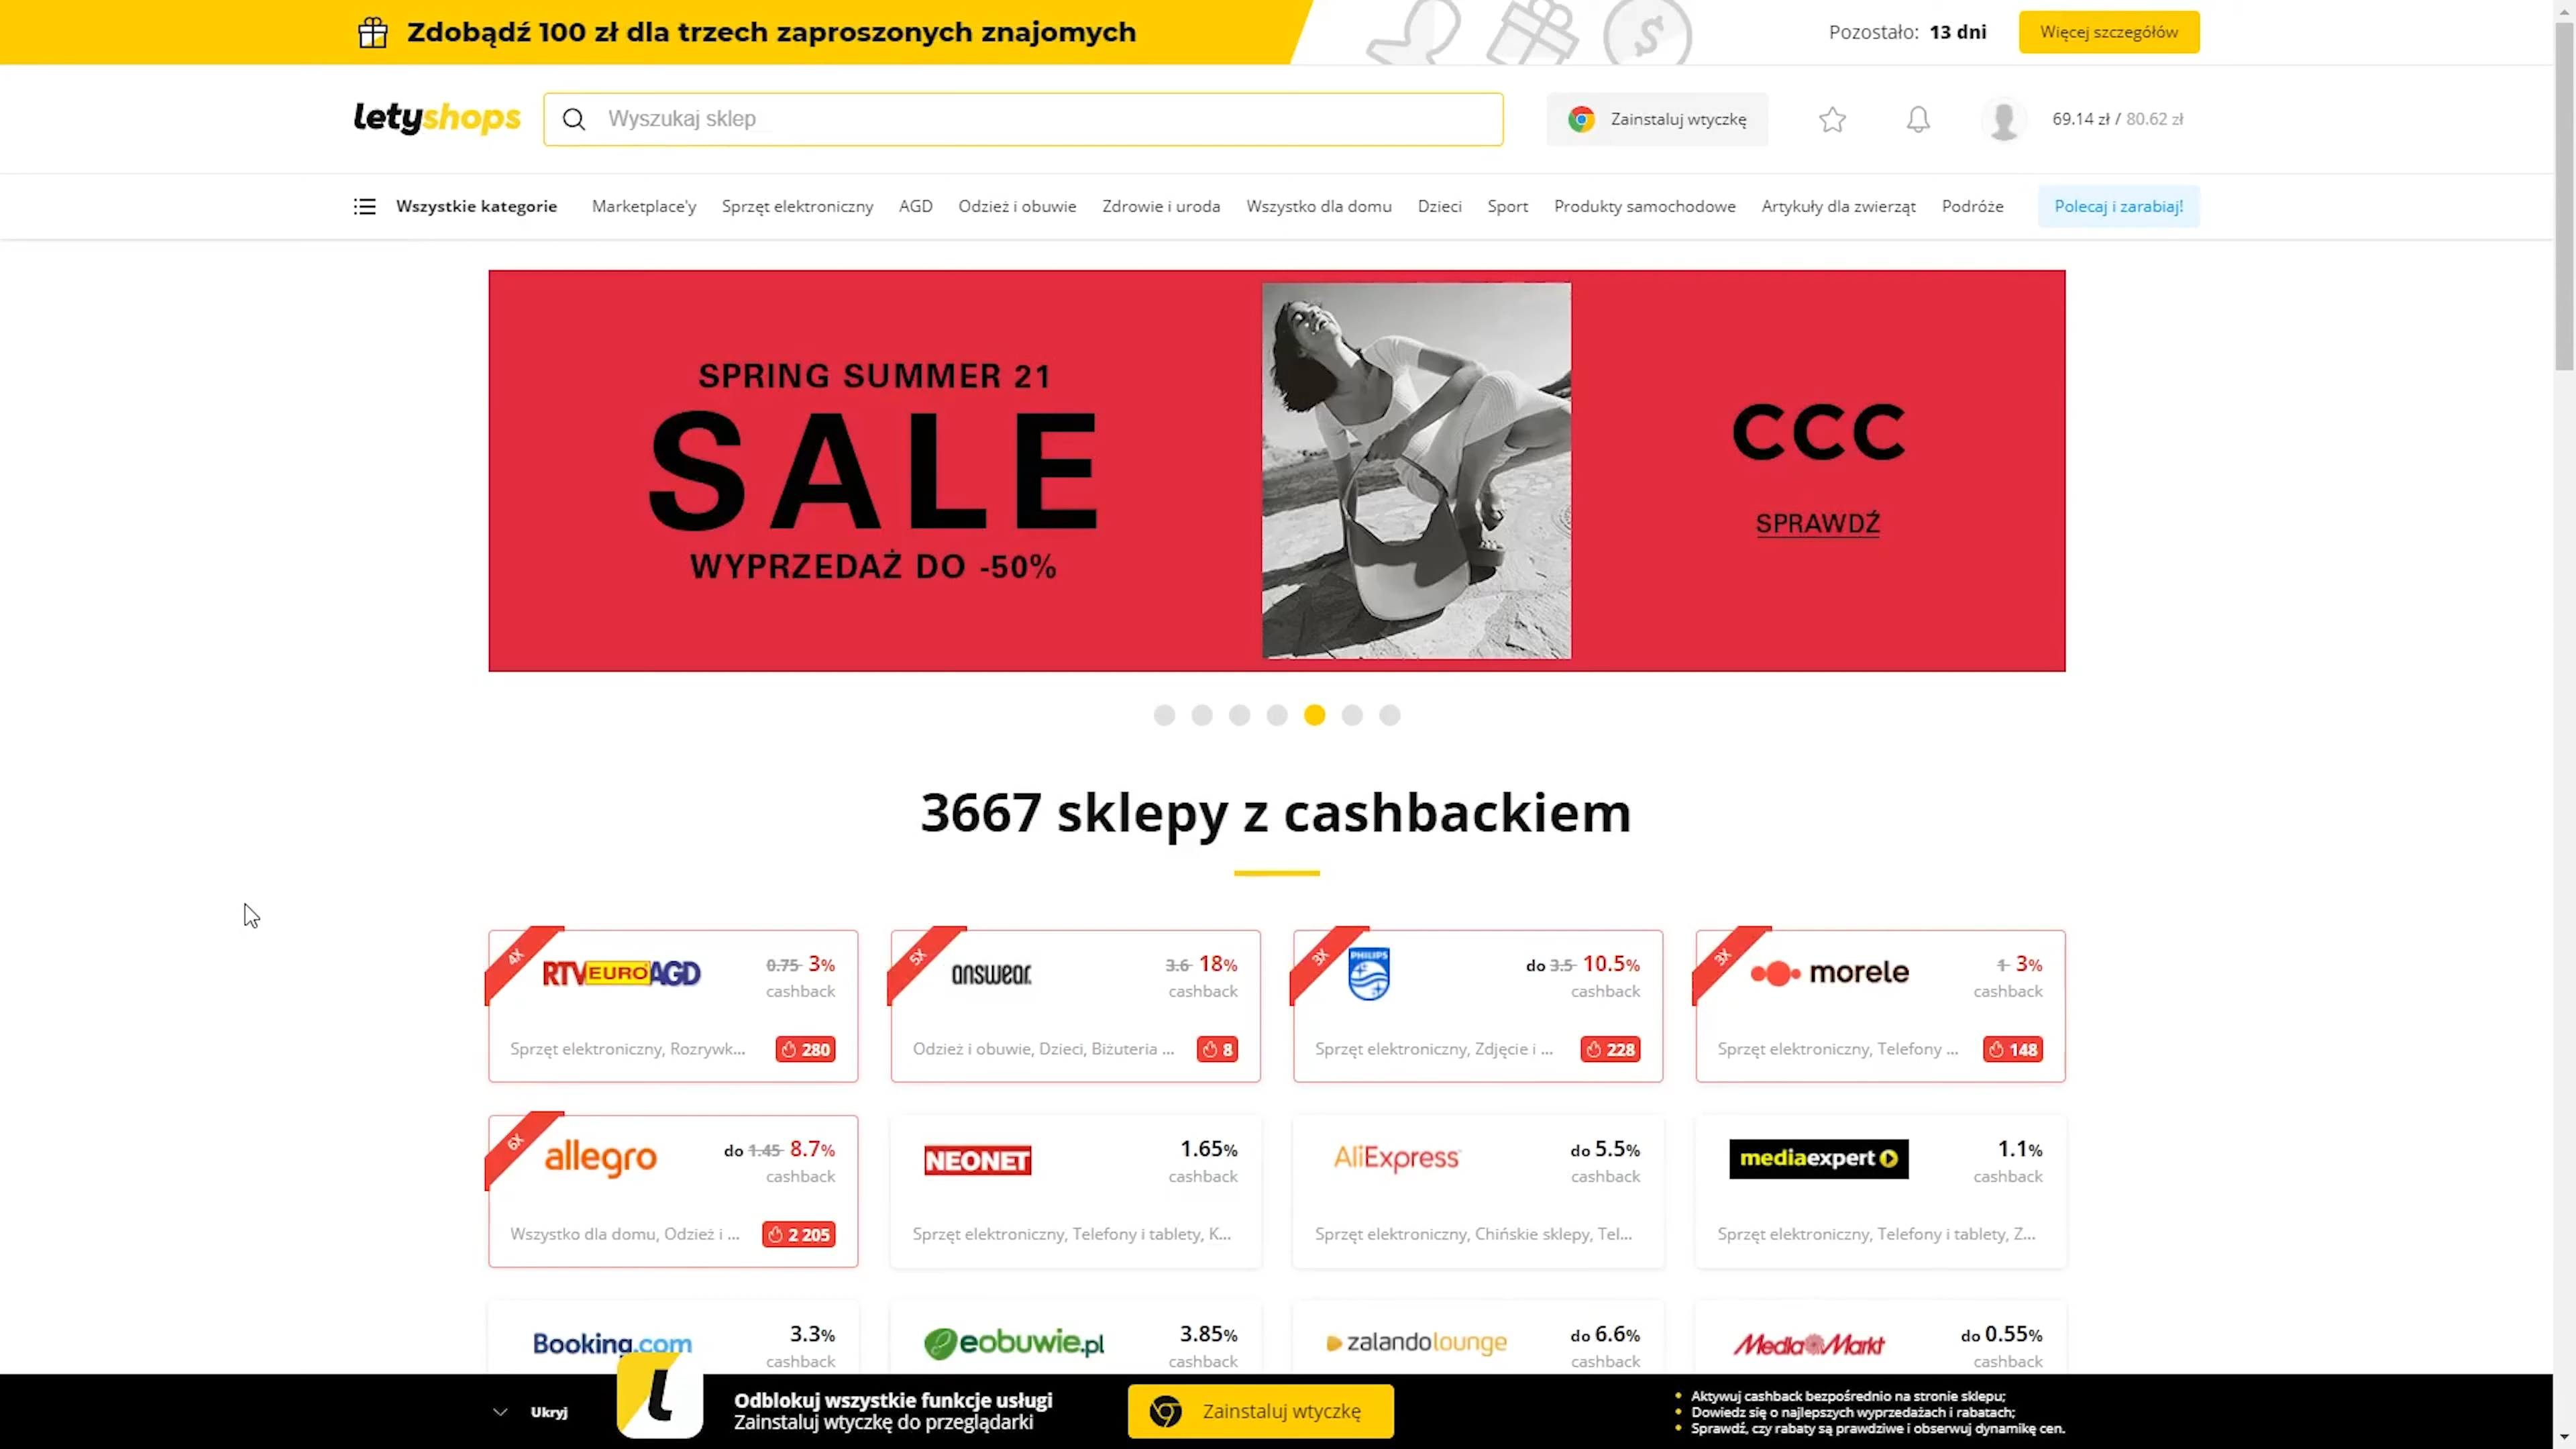 Zdobądź 100 zł dla trzech zaproszonych znajomych
Pozostało: 13 dni
Więcej szczegółów
letyshops
Wyszukaj sklep
Zainstaluj wtyczkę
69.14 zł / 80.62 zł
Wszystkie kategorie
Marketplace'y
Sprzęt elektroniczny
AGD
Odzież i obuwie
Zdrowie i uroda
Wszystko dla domu
Dzieci
Sport
Produkty samochodowe
Artykuły dla zwierząt
Podróże
Polecaj i zarabiaj!
SPRING SUMMER 21
SALE
WYPRZEDAŻ DO -50%
CCC
SPRAWDŹ
3667 sklepy z cashbackiem
4X
RTV EURO AGD
0.75 3%
cashback
Sprzęt elektroniczny, Rozrywk...
280
5X
answear.
3.6 18%
cashback
Odzież i obuwie, Dzieci, Biżuteria ...
8
3X
PHILIPS
do 3.5 10.5%
cashback
Sprzęt elektroniczny, Zdjęcie i ...
228
3X
morele
1 3%
cashback
Sprzęt elektroniczny, Telefony ...
148
6X
allegro
do 1.45 8.7%
cashback
Wszystko dla domu, Odzież i ...
2 205
NEONET
1.65%
cashback
Sprzęt elektroniczny, Telefony i tablety, K...
AliExpress
do 5.5%
cashback
Sprzęt elektroniczny, Chińskie sklepy, Tel...
mediaexpert
1.1%
cashback
Sprzęt elektroniczny, Telefony i tablety, Z...
Booking.com
3.3%
cashback
eobuwie.pl
3.85%
cashback
zalandolounge
do 6.6%
cashback
Media Markt
do 0.55%
cashback
Ukryj
L
Odblokuj wszystkie funkcje usługi
Zainstaluj wtyczkę do przeglądarki
Zainstaluj wtyczkę
Aktywuj cashback bezpośrednio na stronie sklepu;
Dowiedz się o najlepszych wyprzedażach i rabatach;
Sprawdź, czy rabaty są prawdziwe i obserwuj dynamikę cen.